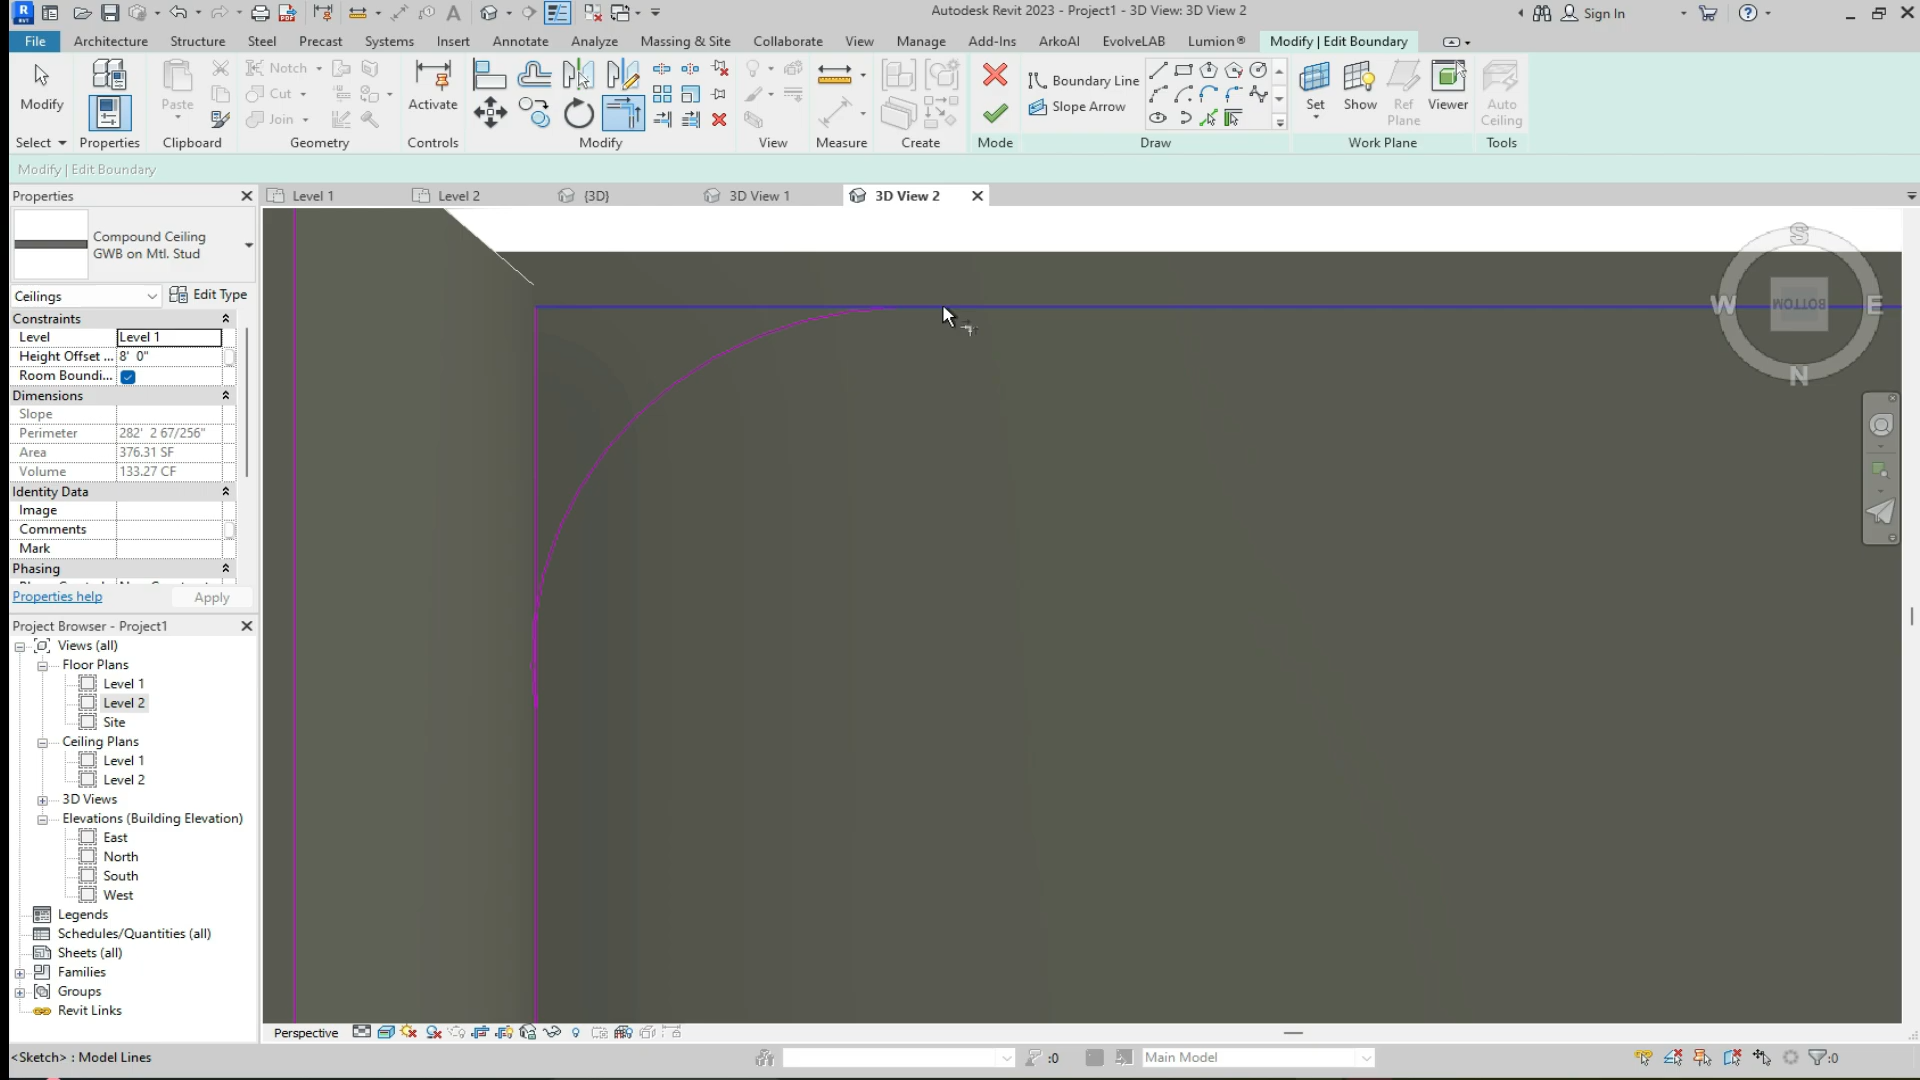 Autodesk Revit 2023 - Project1 - 3D View: 3D View 2
Sign In
File Architecture Structure Steel Precast Systems Insert Annotate Analyze Massing & Site Collaborate View Manage Add-Ins ArkoAI EvolveLAB Lumion® Modify | Edit Boundary
Modify
Paste
Notch
Cut
Join
Activate
Boundary Line
Slope Arrow
Set
Show
Ref
Plane
Viewer
Auto
Ceiling
Select Properties Clipboard Geometry Controls Modify View Measure Create Mode Draw Work Plane Tools
Modify | Edit Boundary
Properties
Level 1
Level 2
{3D}
3D View 1
3D View 2
Compound Ceiling
GWB on Mtl. Stud
Ceilings
Edit Type
Constraints
Level Level 1
Height Offset ... 8' 0"
Room Boundi...
Dimensions
Slope
Perimeter 282' 2 67/256"
Area 376.31 SF
Volume 133.27 CF
Identity Data
Image
Comments
Mark
Phasing
Properties help
Apply
Project Browser - Project1
Views (all)
Floor Plans
Level 1
Level 2
Site
Ceiling Plans
Level 1
Level 2
3D Views
Elevations (Building Elevation)
East
North
South
West
Legends
Schedules/Quantities (all)
Sheets (all)
Families
Groups
Revit Links
S
W
BOTTOM
E
N
Perspective
<Sketch> : Model Lines
:0
Main Model
:0